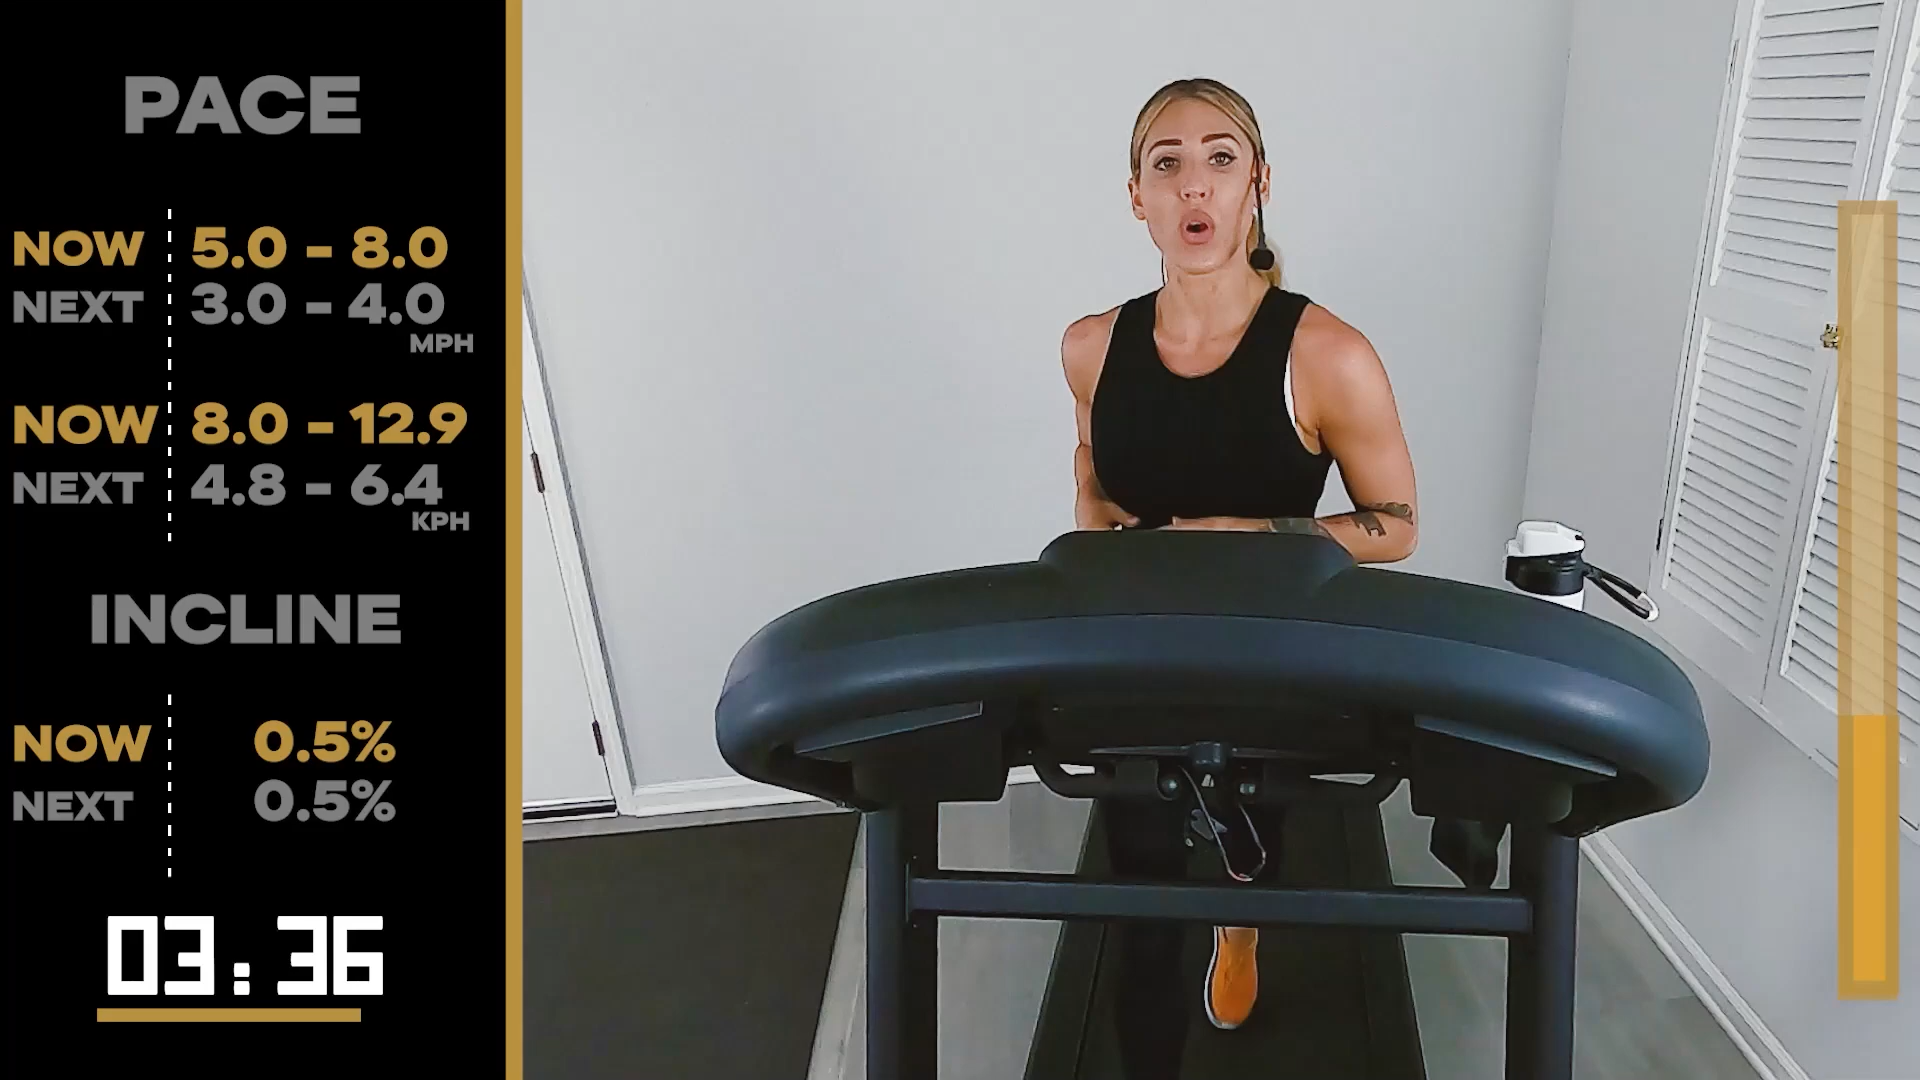 PACE
NOW 5.0 - 8.0
NEXT 3.0 - 4.0
MPH
NOW 8.0 - 12.9
NEXT 4.8 - 6.4
KPH
INCLINE
NOW 0.5%
NEXT 0.5%
03:36